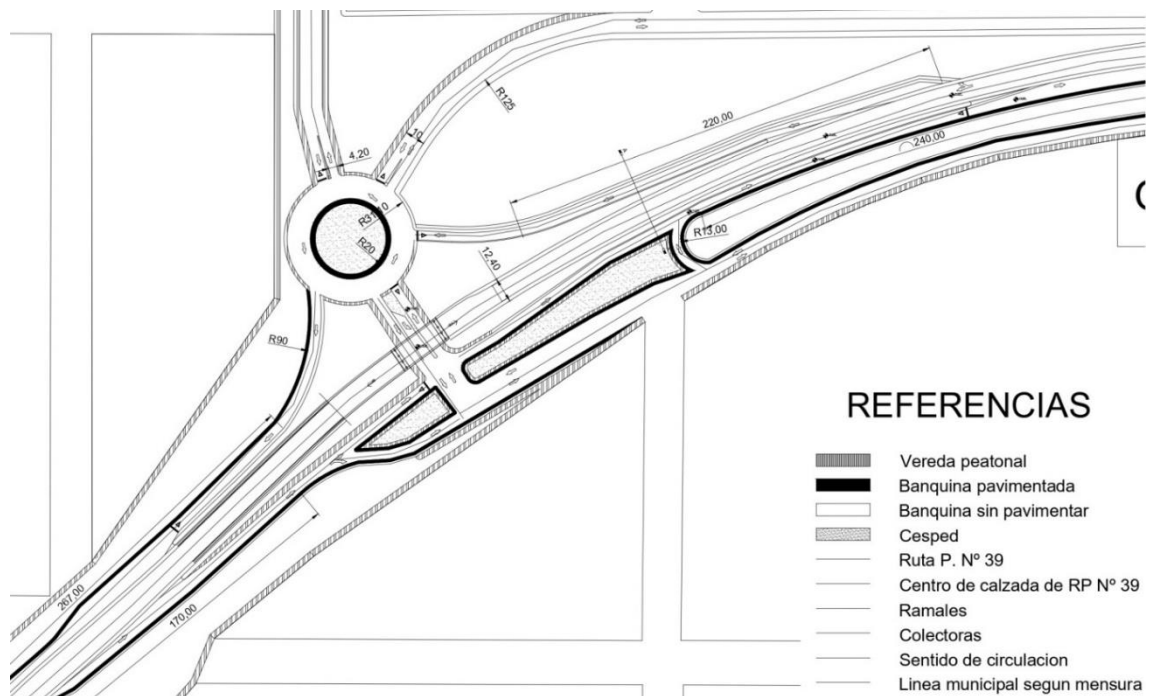 R125
10
4,20
220,00
240,00
R20
R13,00
12,40
R90
267,00
170,00
REFERENCIAS
Vereda peatonal
Banquina pavimentada
Banquina sin pavimentar
Cesped
Ruta P. Nº 39
Centro de calzada de RP Nº 39
Ramales
Colectoras
Sentido de circulacion
Linea municipal segun mensura